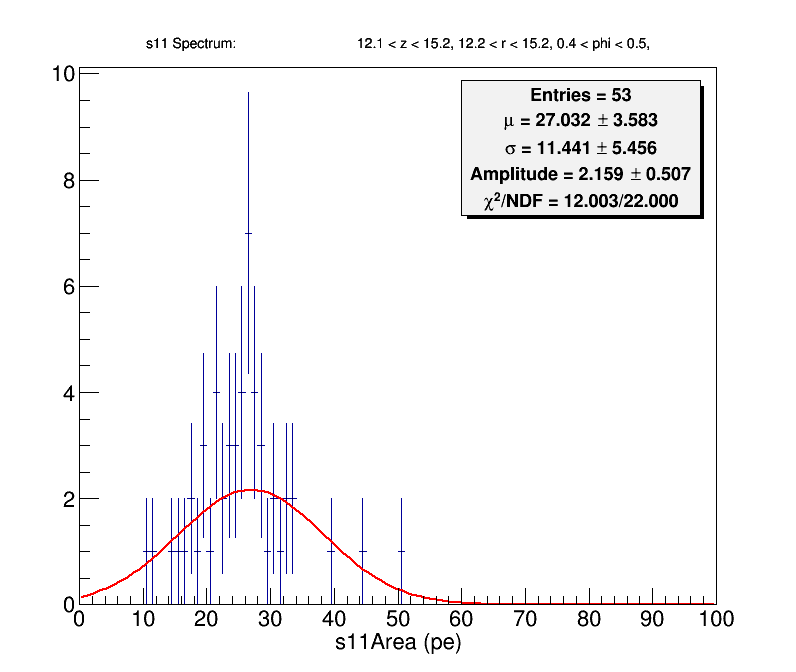 s11 Spectrum: 12.1 < z < 15.2, 12.2 < r < 15.2, 0.4 < phi < 0.5,
Entries = 53
μ = 27.032 ± 3.583
σ = 11.441 ± 5.456
Amplitude = 2.159 ± 0.507
χ²/NDF = 12.003/22.000
10
8
6
4
2
0
0 10 20 30 40 50 60 70 80 90 100
s11Area (pe)